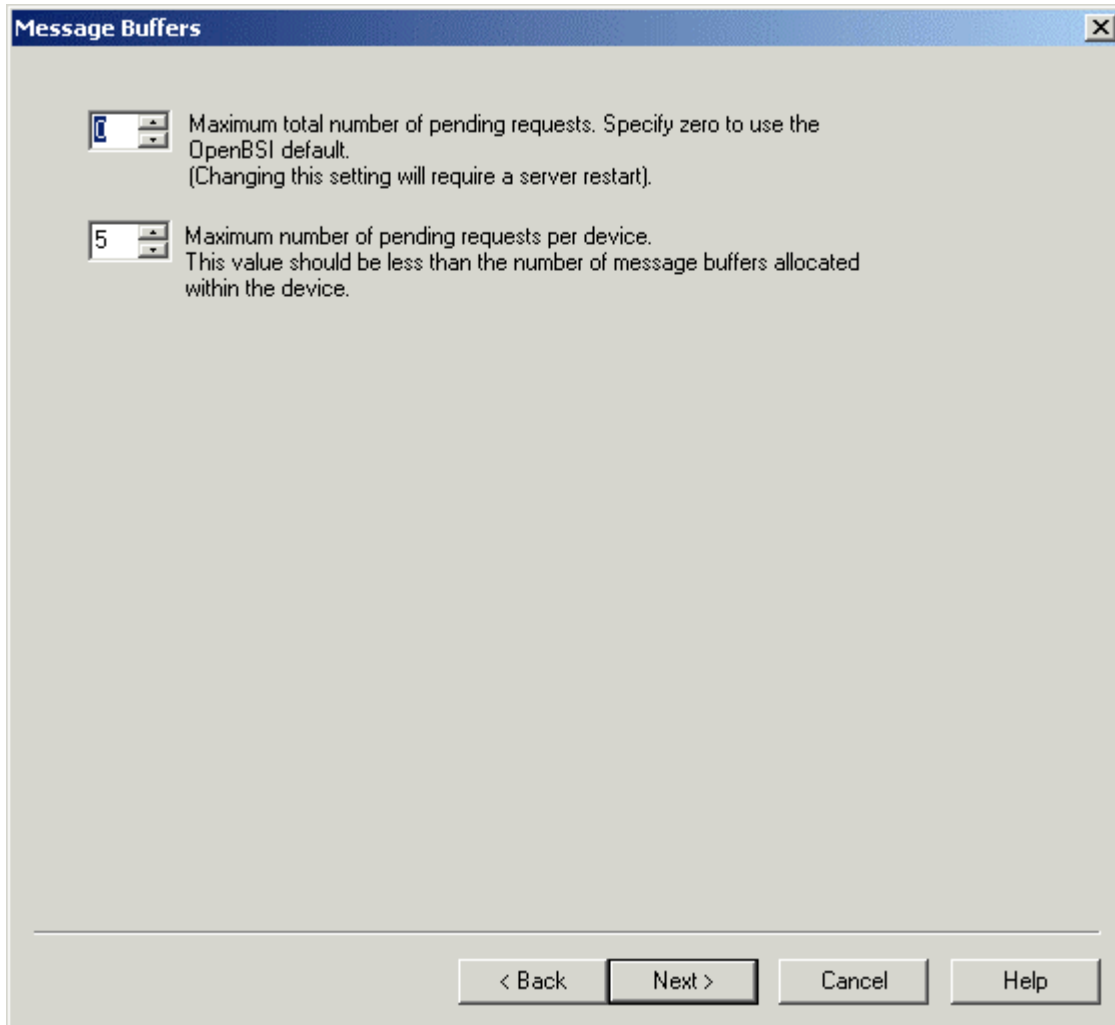 Message Buffers
0
Maximum total number of pending requests. Specify zero to use the
OpenBSI default.
(Changing this setting will require a server restart).
5
Maximum number of pending requests per device.
This value should be less than the number of message buffers allocated
within the device.
< Back
Next >
Cancel
Help